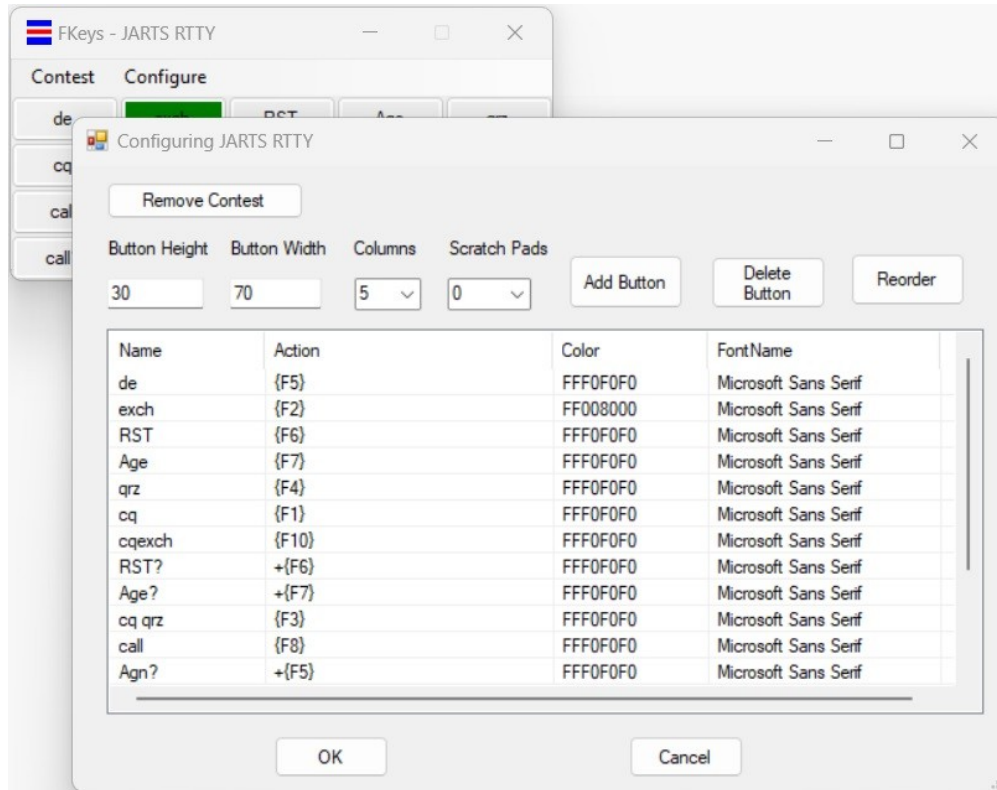 FKeys - JARTS RTTY
Contest Configure
de exch RST Age qrz
cq
cal
call
Configuring JARTS RTTY
Remove Contest
Button Height Button Width Columns Scratch Pads
30 70 5 0 Add Button Delete Button Reorder
Name Action Color FontName
de {F5} FFF0F0F0 Microsoft Sans Serif
exch {F2} FF008000 Microsoft Sans Serif
RST {F6} FFF0F0F0 Microsoft Sans Serif
Age {F7} FFF0F0F0 Microsoft Sans Serif
qrz {F4} FFF0F0F0 Microsoft Sans Serif
cq {F1} FFF0F0F0 Microsoft Sans Serif
cqexch {F10} FFF0F0F0 Microsoft Sans Serif
RST? +{F6} FFF0F0F0 Microsoft Sans Serif
Age? +{F7} FFF0F0F0 Microsoft Sans Serif
cq qrz {F3} FFF0F0F0 Microsoft Sans Serif
call {F8} FFF0F0F0 Microsoft Sans Serif
Agn? +{F5} FFF0F0F0 Microsoft Sans Serif
OK Cancel